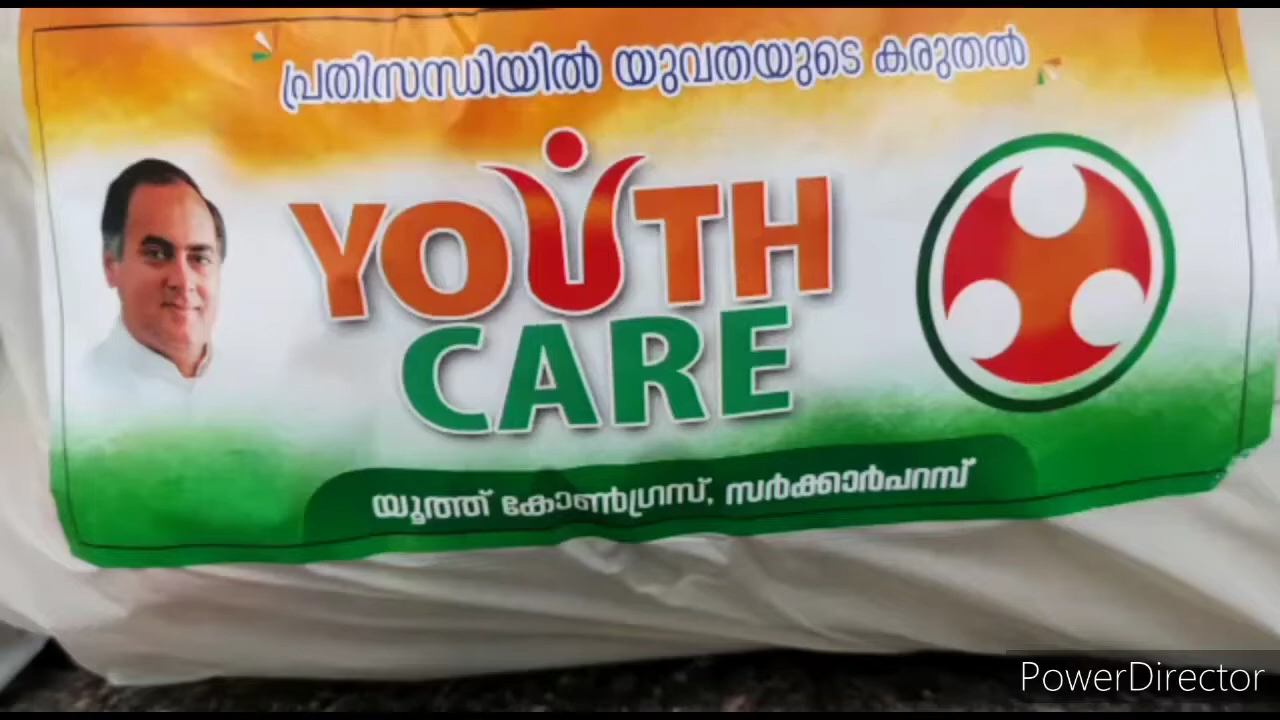 പ്രതിസന്ധിയിൽ യുവതയുടെ കരുതൽ
YOUTH
CARE
യൂത്ത് കോൺഗ്രസ്, സർക്കാർപറമ്പ്
PowerDirector